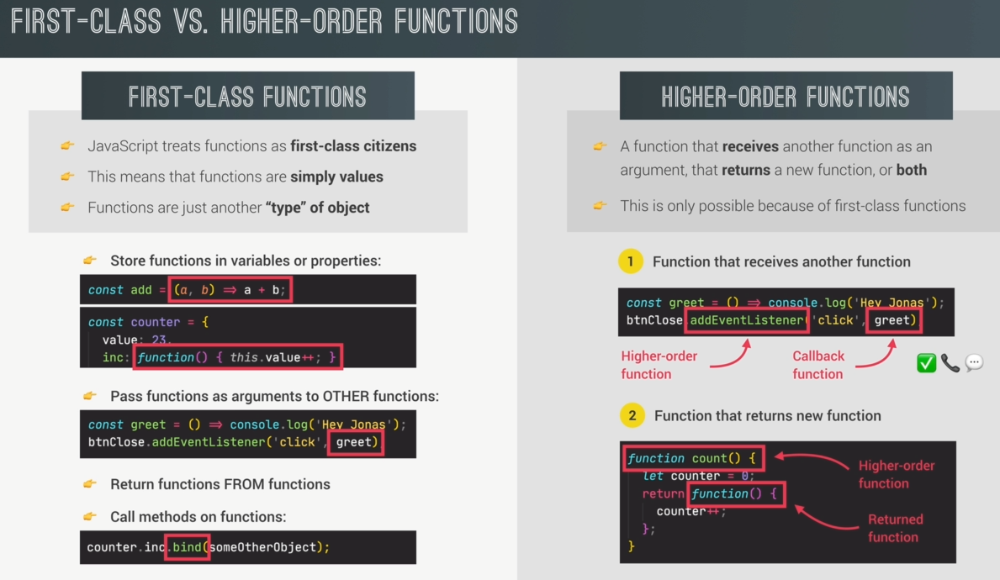 FIRST-CLASS VS. HIGHER-ORDER FUNCTIONS
FIRST-CLASS FUNCTIONS
JavaScript treats functions as first-class citizens
This means that functions are simply values
Functions are just another “type” of object
Store functions in variables or properties:
const add = (a, b) => a + b;
const counter = {
value: 23,
inc: function() { this.value++; }
Pass functions as arguments to OTHER functions:
const greet = () => console.log('Hey Jonas');
btnClose.addEventListener('click', greet)
Return functions FROM functions
Call methods on functions:
counter.inc.bind(someOtherObject);
HIGHER-ORDER FUNCTIONS
A function that receives another function as an
argument, that returns a new function, or both
This is only possible because of first-class functions
1 Function that receives another function
const greet = () => console.log('Hey Jonas');
btnClose.addEventListener('click', greet)
Higher-order
function
Callback
function
2 Function that returns new function
function count() {
let counter = 0;
return function() {
counter++;
};
}
Higher-order
function
Returned
function